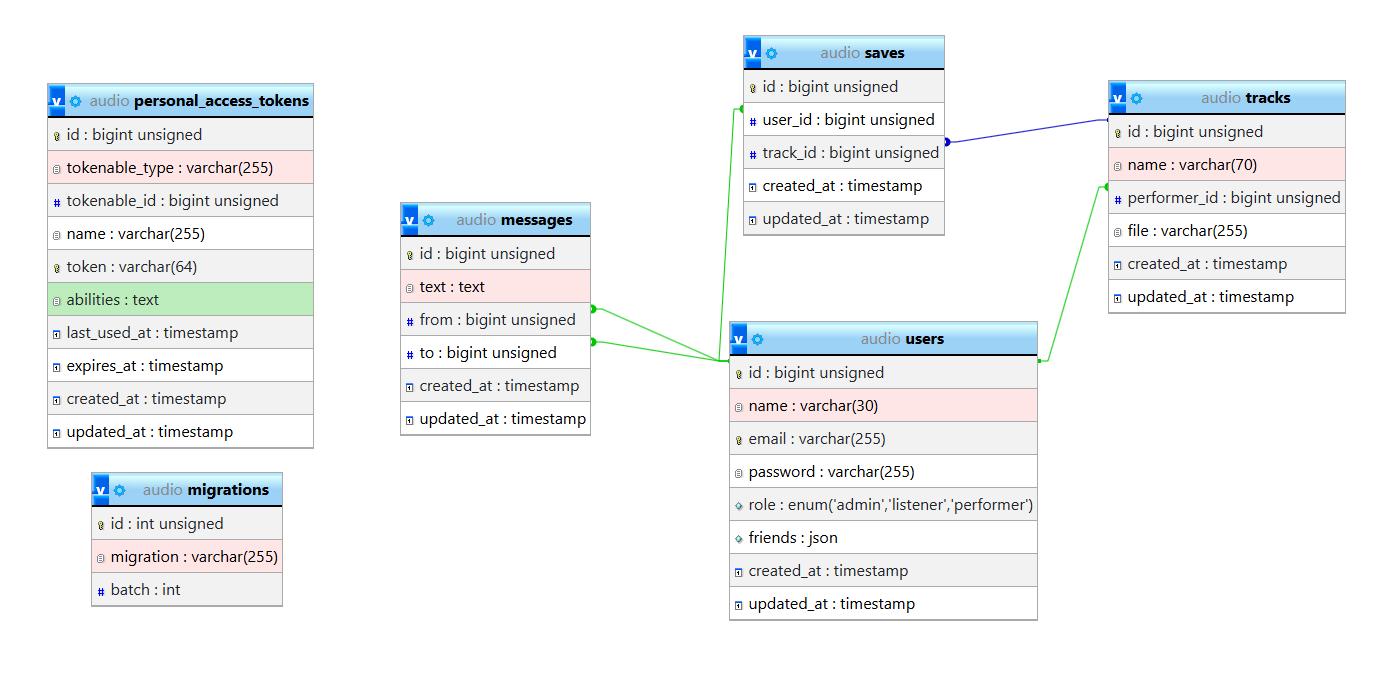 v audio personal_access_tokens
id : bigint unsigned
tokenable_type : varchar(255)
# tokenable_id : bigint unsigned
name : varchar(255)
token : varchar(64)
abilities : text
last_used_at : timestamp
expires_at : timestamp
created_at : timestamp
updated_at : timestamp
v audio migrations
id : int unsigned
migration : varchar(255)
# batch : int
v audio messages
id : bigint unsigned
text : text
# from : bigint unsigned
# to : bigint unsigned
created_at : timestamp
updated_at : timestamp
v audio saves
id : bigint unsigned
# user_id : bigint unsigned
# track_id : bigint unsigned
created_at : timestamp
updated_at : timestamp
v audio users
id : bigint unsigned
name : varchar(30)
email : varchar(255)
password : varchar(255)
role : enum('admin','listener','performer')
friends : json
created_at : timestamp
updated_at : timestamp
v audio tracks
id : bigint unsigned
name : varchar(70)
# performer_id : bigint unsigned
file : varchar(255)
created_at : timestamp
updated_at : timestamp